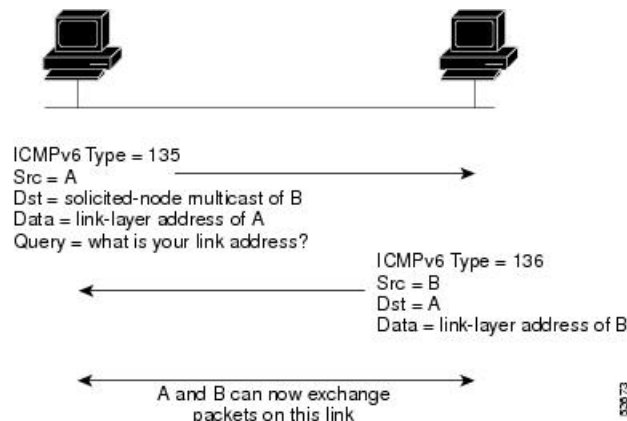 ICMPv6 Type = 135
Src = A
Dst = solicited-node multicast of B
Data = link-layer address of A
Query = what is your link address?
ICMPv6 Type = 136
Src = B
Dst = A
Data = link-layer address of B
A and B can now exchange
packets on this link
52673